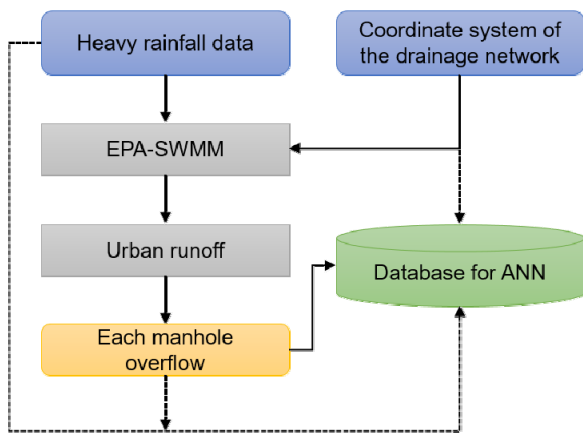 Heavy rainfall data
Coordinate system of
the drainage network
EPA-SWMM
Urban runoff
Database for ANN
Each manhole
overflow